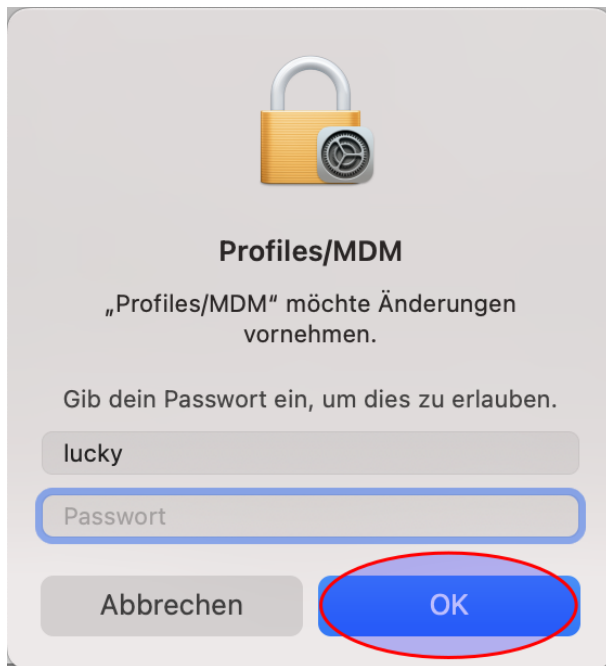 Profiles/MDM
„Profiles/MDM“ möchte Änderungen
vornehmen.
Gib dein Passwort ein, um dies zu erlauben.
lucky
Passwort
Abbrechen
OK